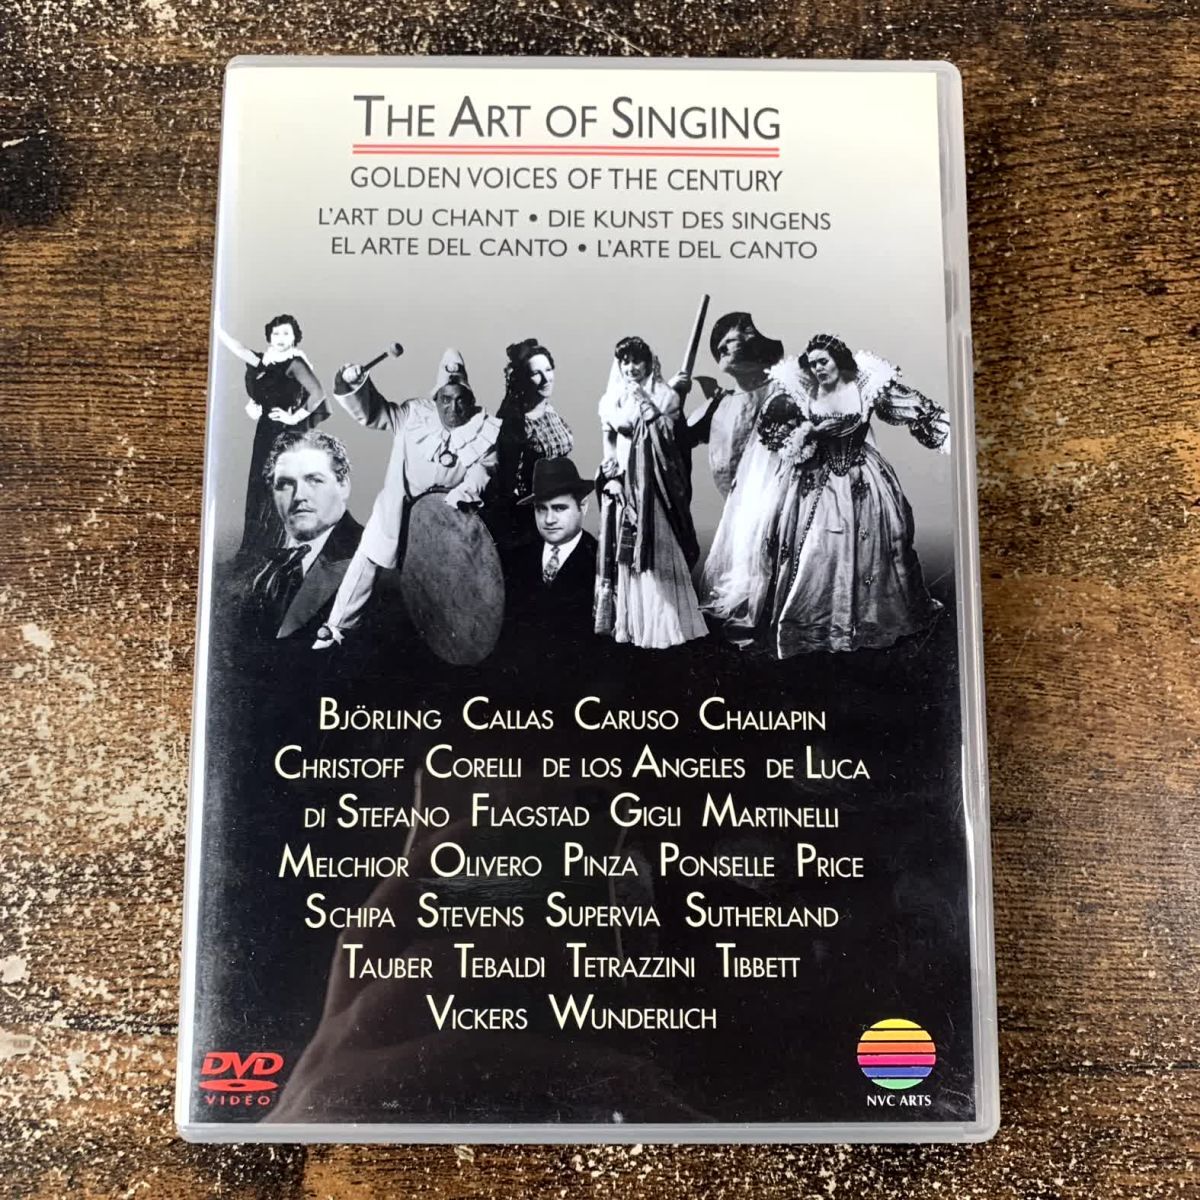 THE ART OF SINGING
GOLDEN VOICES OF THE CENTURY
L'ART DU CHANT • DIE KUNST DES SINGENS
EL ARTE DEL CANTO • L'ARTE DEL CANTO
BJÖRLING CALLAS CARUSO CHALIAPIN
CHRISTOFF CORELLI DE LOS ANGELES DE LUCA
DI STEFANO FLAGSTAD GIGLI MARTINELLI
MELCHIOR OLIVERO PINZA PONSELLE PRICE
SCHIPA STEVENS SUPERVIA SUTHERLAND
TAUBER TEBALDI TETRAZZINI TIBBETT
VICKERS WUNDERLICH
DVD
VIDEO
NVC ARTS